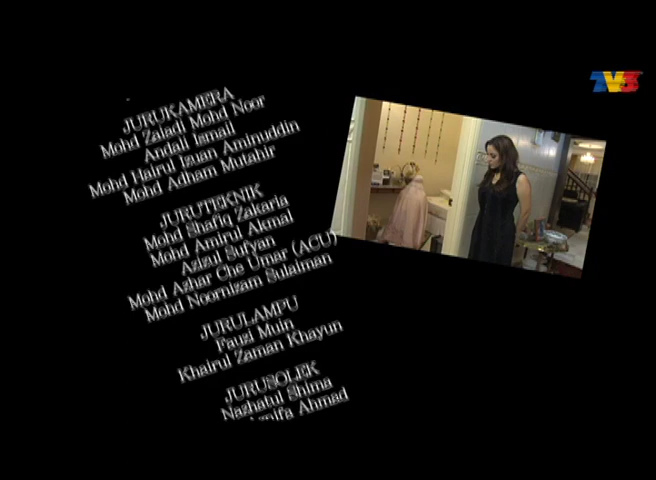 TV3
JURUKAMERA
Mohd Zaladi Mohd Noor
Andali Ismail
Mohd Hairul Izuan Aminuddin
Mohd Adham Mutahir
JURUTEKNIK
Mohd Shafiq Zakaria
Mohd Amirul Akmal
Azizul Sufyan
Mohd Azhar Che Umar (ACU)
Mohd Noornizam Sulaiman
JURULAMPU
Fauzi Muin
Khairul Zaman Khayun
JURUSOLEK
Nazhatul Shima
Ahmad